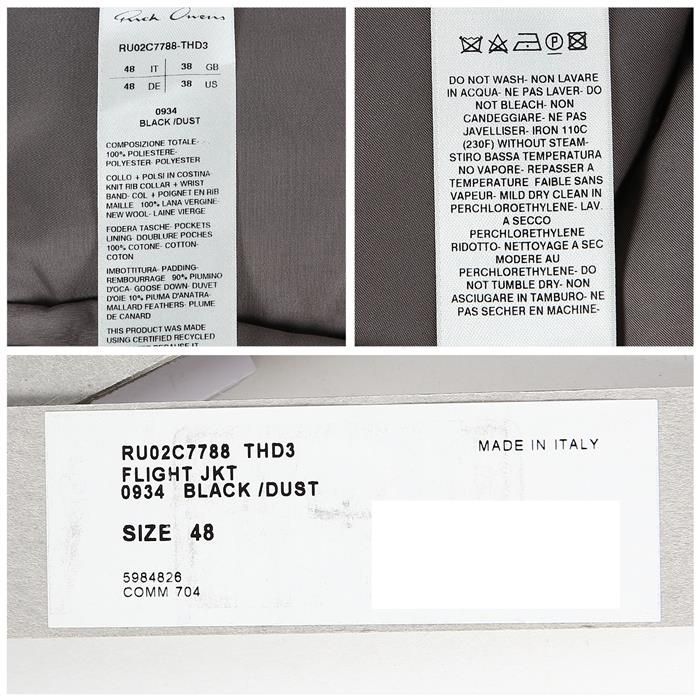 Rick Owens
RU02C7788-THD3
48 IT 38 GB
48 DE 38 US
0934
BLACK /DUST
COMPOSIZIONE TOTALE-
100% POLIESTERE-
POLYESTER- POLYESTER
COLLO + POLSI IN COSTINA-
KNIT RIB COLLAR + WRIST
BAND- COL + POIGNET EN RIB
MAILLE 100% LANA VERGINE-
NEW WOOL- LAINE VIERGE
FODERA TASCHE- POCKETS
LINING- DOUBLURE POCHES
100% COTONE- COTTON-
COTON
IMBOTTITURA- PADDING-
REMBOURRAGE 90% PIUMINO
D'OCA- GOOSE DOWN- DUVET
D'OIE 10% PIUMA D'ANATRA-
MALLARD FEATHERS- PLUME
DE CANARD
THIS PRODUCT WAS MADE
USING CERTIFIED RECYCLED
DO NOT WASH- NON LAVARE
IN ACQUA- NE PAS LAVER- DO
NOT BLEACH- NON
CANDEGGIARE- NE PAS
JAVELLISER- IRON 110C
(230F) WITHOUT STEAM-
STIRO BASSA TEMPERATURA
NO VAPORE- REPASSER A
TEMPERATURE FAIBLE SANS
VAPEUR- MILD DRY CLEAN IN
PERCHLOROETHYLENE- LAV.
A SECCO
PERCHLOROETHYLENE
RIDOTTO- NETTOYAGE A SEC
MODERE AU
PERCHLOROETHYLENE- DO
NOT TUMBLE DRY- NON
ASCIUGARE IN TAMBURO- NE
PAS SECHER EN MACHINE-
RU02C7788 THD3
MADE IN ITALY
FLIGHT JKT
0934 BLACK /DUST
SIZE 48
5984826
COMM 704